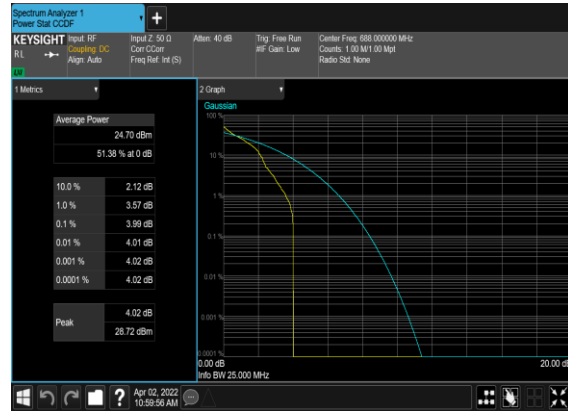 Spectrum Analyzer 1
Power Stat CCDF
+
KEYSIGHT
R L
Input: RF
Coupling: DC
Align: Auto
Input Z: 50 Ω
Corr CCorr
Freq Ref: Int (S)
Atten: 40 dB
Trig: Free Run
#IF Gain: Low
Center Freq: 688.000000 MHz
Counts: 1.00 M/1.00 Mpt
Radio Std: None
1 Metrics
Average Power
24.70 dBm
51.38 % at 0 dB
10.0 % 2.12 dB
1.0 % 3.57 dB
0.1 % 3.99 dB
0.01 % 4.01 dB
0.001 % 4.02 dB
0.0001 % 4.02 dB
Peak
4.02 dB
28.72 dBm
2 Graph
Gaussian
100 %
10 %
1 %
0.1 %
0.01 %
0.001 %
0.0001 %
0.00 dB
20.00 dB
Info BW 25.000 MHz
?
Apr 02, 2022
10:59:56 AM